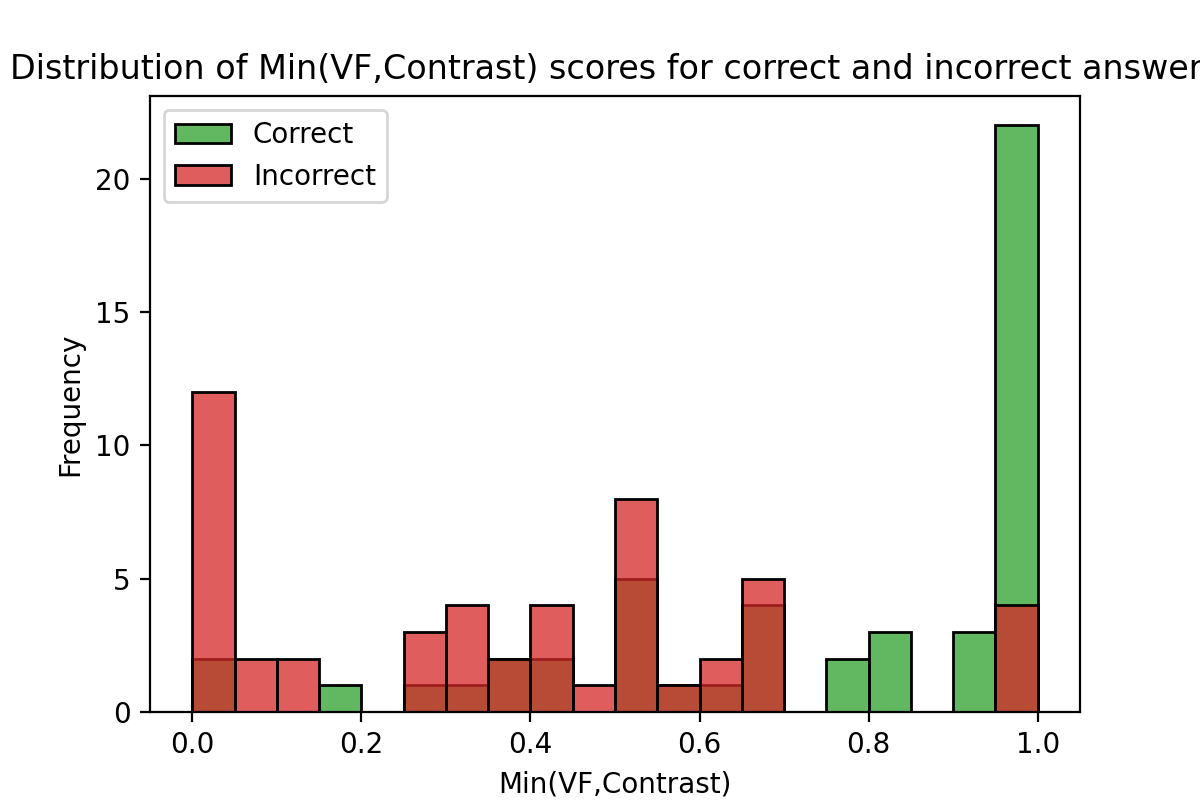 Distribution of Min(VF,Contrast) scores for correct and incorrect answer
Correct
Incorrect
20
15
10
5
0
Frequency
0.0 0.2 0.4 0.6 0.8 1.0
Min(VF,Contrast)